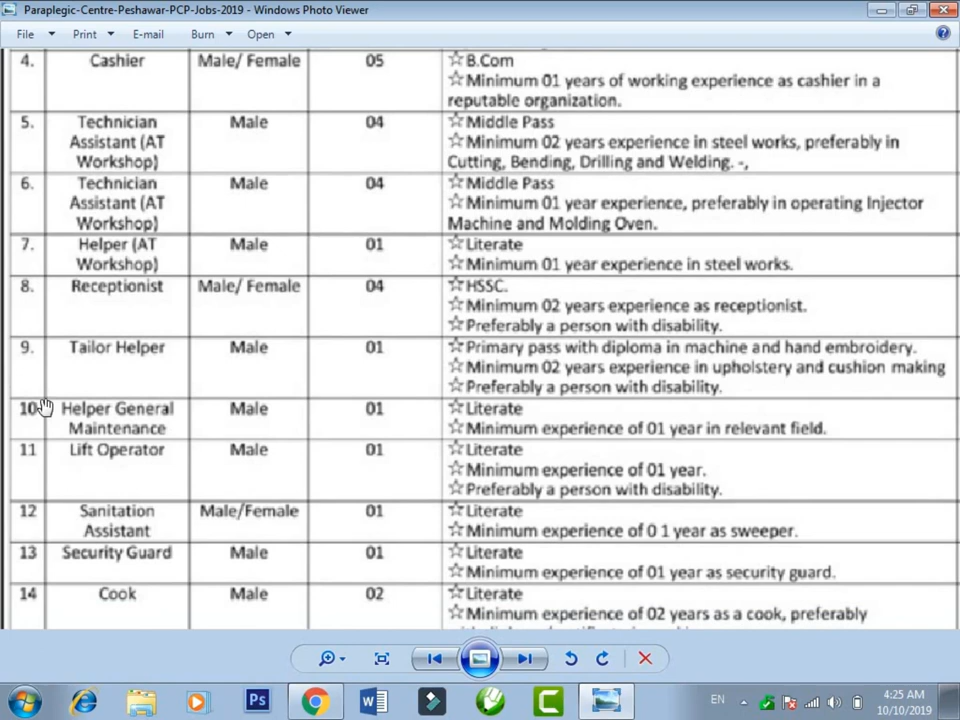 Paraplegic-Centre-Peshawar-PCP-Jobs-2019 - Windows Photo Viewer
File Print E-mail Burn Open
4. Cashier Male/ Female 05 ☆B.Com
☆Minimum 01 years of working experience as cashier in a
reputable organization.
5. Technician Male 04 ☆Middle Pass
Assistant (AT ☆Minimum 02 years experience in steel works, preferably in
Workshop) Cutting, Bending, Drilling and Welding. -,
6. Technician Male 04 ☆Middle Pass
Assistant (AT ☆Minimum 01 year experience, preferably in operating Injector
Workshop) Machine and Molding Oven.
7. Helper (AT Male 01 ☆Literate
Workshop) ☆Minimum 01 year experience in steel works.
8. Receptionist Male/ Female 04 ☆HSSC.
☆Minimum 02 years experience as receptionist.
☆Preferably a person with disability.
9. Tailor Helper Male 01 ☆Primary pass with diploma in machine and hand embroidery.
☆Minimum 02 years experience in upholstery and cushion making
☆Preferably a person with disability.
10 Helper General Male 01 ☆Literate
Maintenance ☆Minimum experience of 01 year in relevant field.
11 Lift Operator Male 01 ☆Literate
☆Minimum experience of 01 year.
☆Preferably a person with disability.
12 Sanitation Male/Female 01 ☆Literate
Assistant ☆Minimum experience of 0 1 year as sweeper.
13 Security Guard Male 01 ☆Literate
☆Minimum experience of 01 year as security guard.
14 Cook Male 02 ☆Literate
☆Minimum experience of 02 years as a cook, preferably
Ps W C EN 4:25 AM
10/10/2019